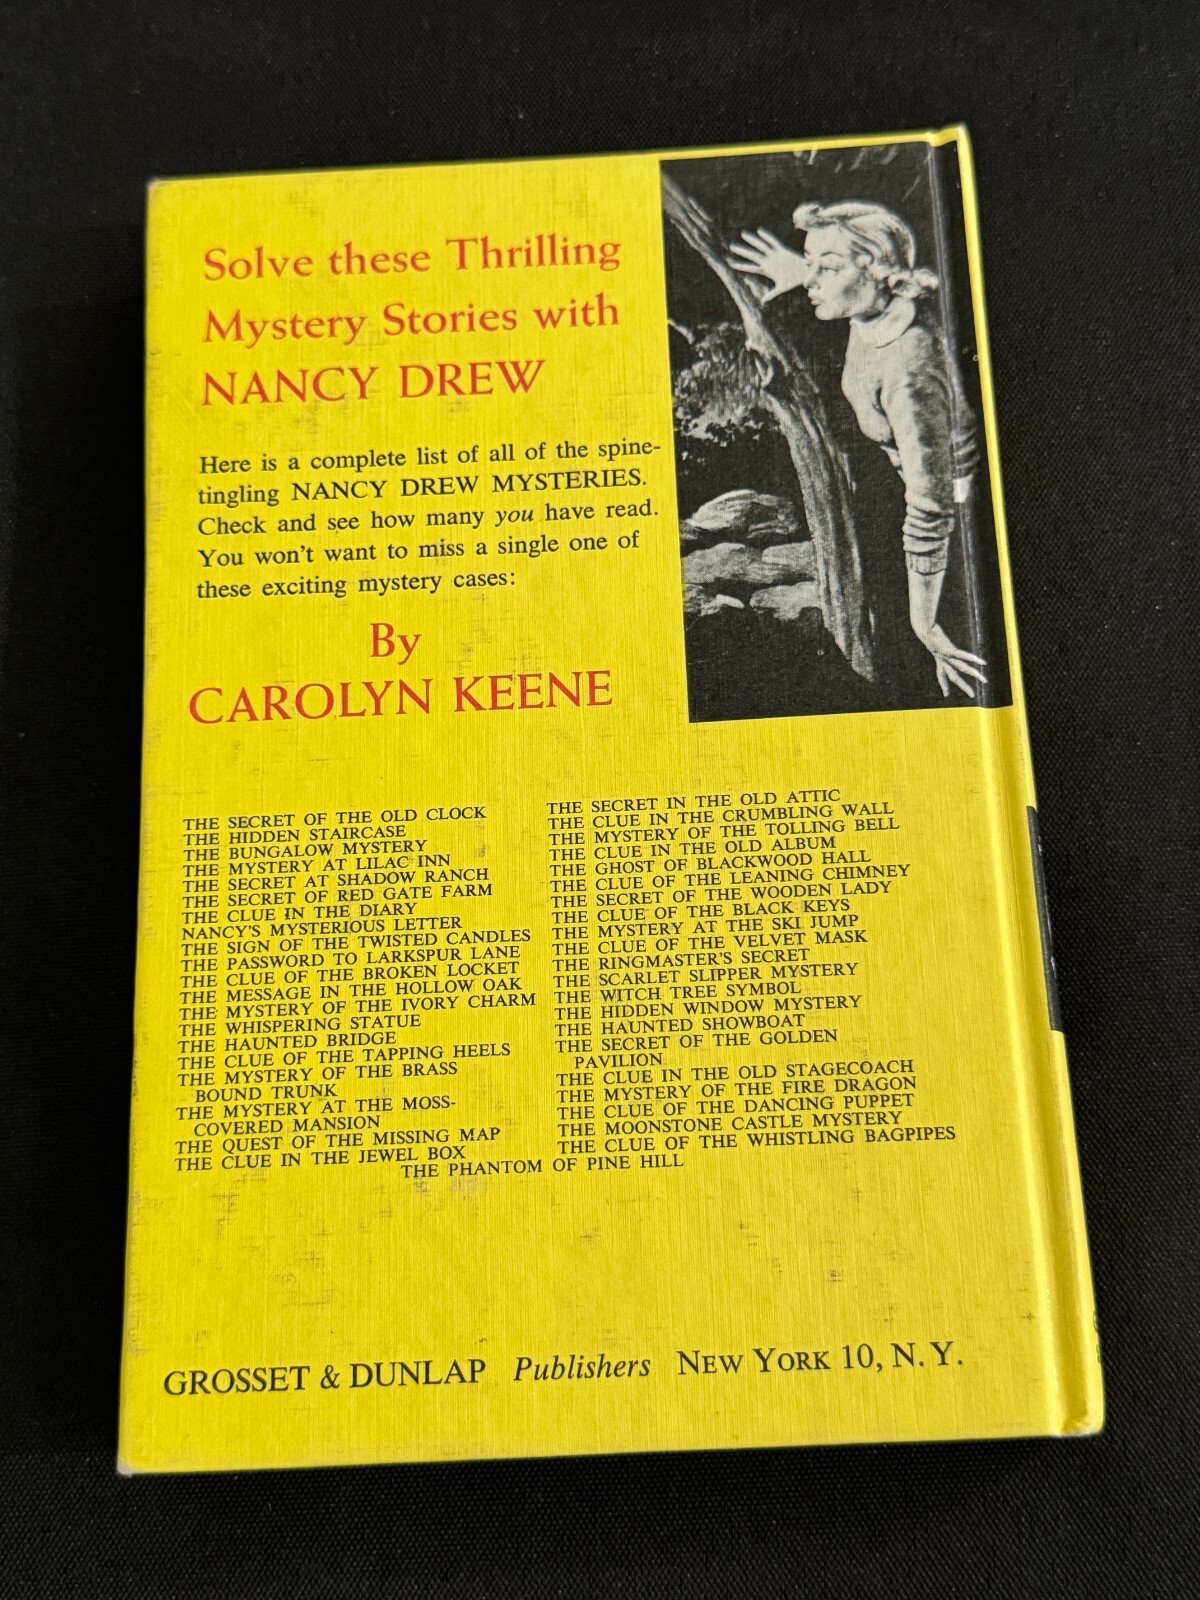 Solve these Thrilling
Mystery Stories with
NANCY DREW
Here is a complete list of all of the spine-
tingling NANCY DREW MYSTERIES.
Check and see how many you have read.
You won't want to miss a single one of
these exciting mystery cases:
By
CAROLYN KEENE
THE SECRET OF THE OLD CLOCK
THE HIDDEN STAIRCASE
THE BUNGALOW MYSTERY
THE MYSTERY AT LILAC INN
THE SECRET AT SHADOW RANCH
THE SECRET OF RED GATE FARM
THE CLUE IN THE DIARY
NANCY'S MYSTERIOUS LETTER
THE SIGN OF THE TWISTED CANDLES
THE PASSWORD TO LARKSPUR LANE
THE CLUE OF THE BROKEN LOCKET
THE MESSAGE IN THE HOLLOW OAK
THE MYSTERY OF THE IVORY CHARM
THE WHISPERING STATUE
THE HAUNTED BRIDGE
THE CLUE OF THE TAPPING HEELS
THE MYSTERY OF THE BRASS
BOUND TRUNK
THE MYSTERY AT THE MOSS-
COVERED MANSION
THE QUEST OF THE MISSING MAP
THE CLUE IN THE JEWEL BOX
THE SECRET IN THE OLD ATTIC
THE CLUE IN THE CRUMBLING WALL
THE MYSTERY OF THE TOLLING BELL
THE CLUE IN THE OLD ALBUM
THE GHOST OF BLACKWOOD HALL
THE CLUE OF THE LEANING CHIMNEY
THE SECRET OF THE WOODEN LADY
THE CLUE OF THE BLACK KEYS
THE MYSTERY AT THE SKI JUMP
THE CLUE OF THE VELVET MASK
THE RINGMASTER'S SECRET
THE SCARLET SLIPPER MYSTERY
THE WITCH TREE SYMBOL
THE HIDDEN WINDOW MYSTERY
THE HAUNTED SHOWBOAT
THE SECRET OF THE GOLDEN
PAVILION
THE CLUE IN THE OLD STAGECOACH
THE MYSTERY OF THE FIRE DRAGON
THE CLUE OF THE DANCING PUPPET
THE MOONSTONE CASTLE MYSTERY
THE CLUE OF THE WHISTLING BAGPIPES
THE PHANTOM OF PINE HILL
GROSSET & DUNLAP Publishers NEW YORK 10, N. Y.